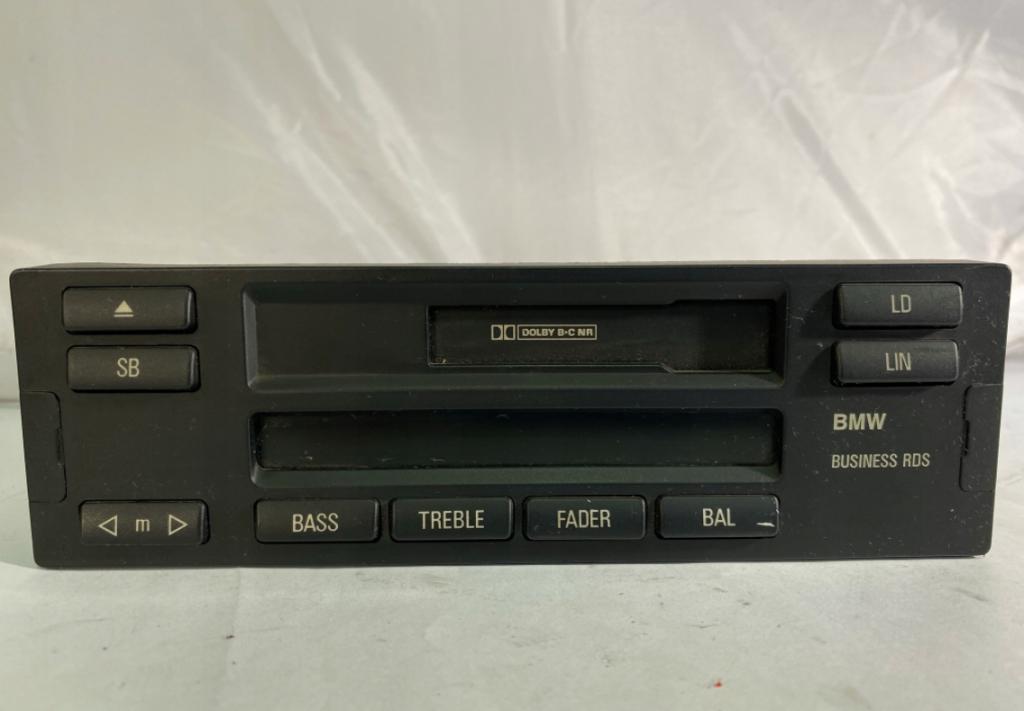 LD
DOLBY B·C NR
SB
LIN
BMW
BUSINESS RDS
m
BASS
TREBLE
FADER
BAL